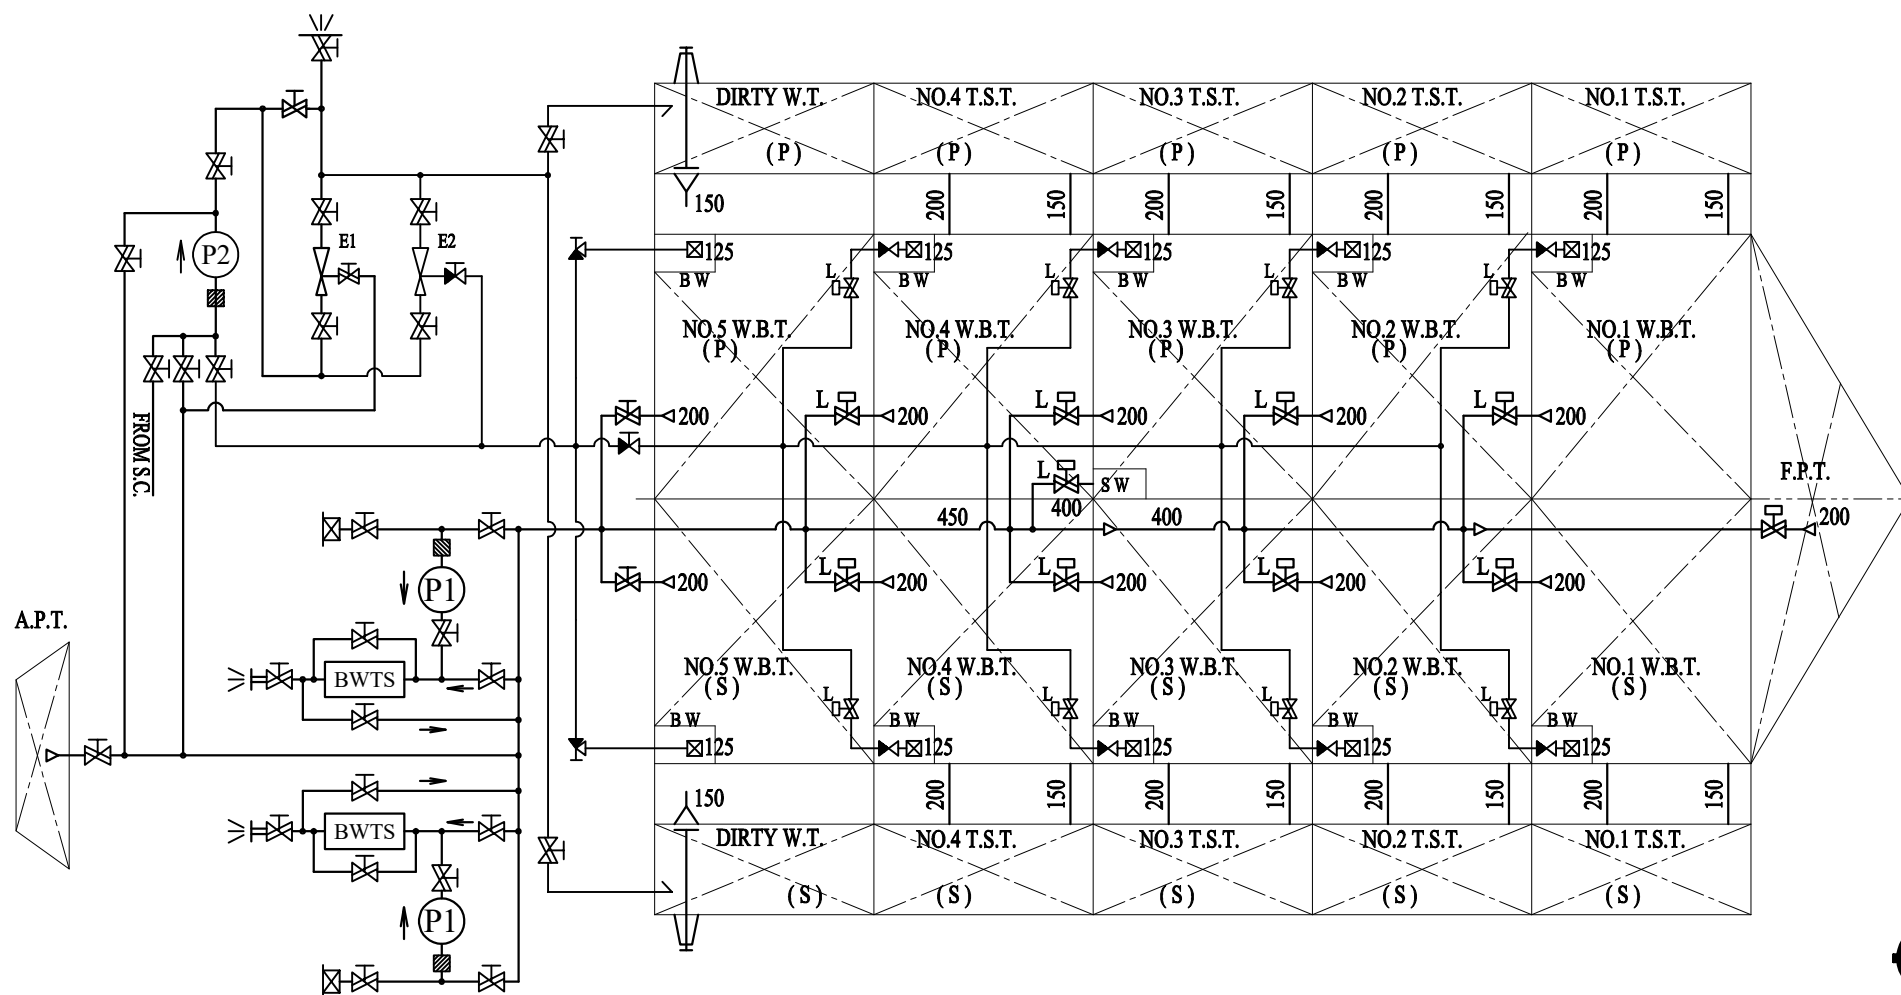 DIRTY W.T. NO.4 T.S.T. NO.3 T.S.T. NO.2 T.S.T. NO.1 T.S.T.
(P) (P) (P) (P) (P)
150 200 150 200 150 200 150 200 150
P2 E1 E2
125 125 125 125 125
BW BW BW BW BW
L L L L
NO.5 W.B.T. NO.4 W.B.T. NO.3 W.B.T. NO.2 W.B.T. NO.1 W.B.T.
(P) (P) (P) (P) (P)
L L L L
200 200 200 200 200
FROM S.C.
L SW F.P.T.
400
450 400 200
P1
L L L L
200 200 200 200 200
A.P.T.
BWTS
NO.5 W.B.T. NO.4 W.B.T. NO.3 W.B.T. NO.2 W.B.T. NO.1 W.B.T.
(S) (S) (S) (S) (S)
L L L L
BW BW BW BW BW
125 125 125 125 125
150 200 150 200 150 200 150 200 150
BWTS
DIRTY W.T. NO.4 T.S.T. NO.3 T.S.T. NO.2 T.S.T. NO.1 T.S.T.
(S) (S) (S) (S) (S)
P1